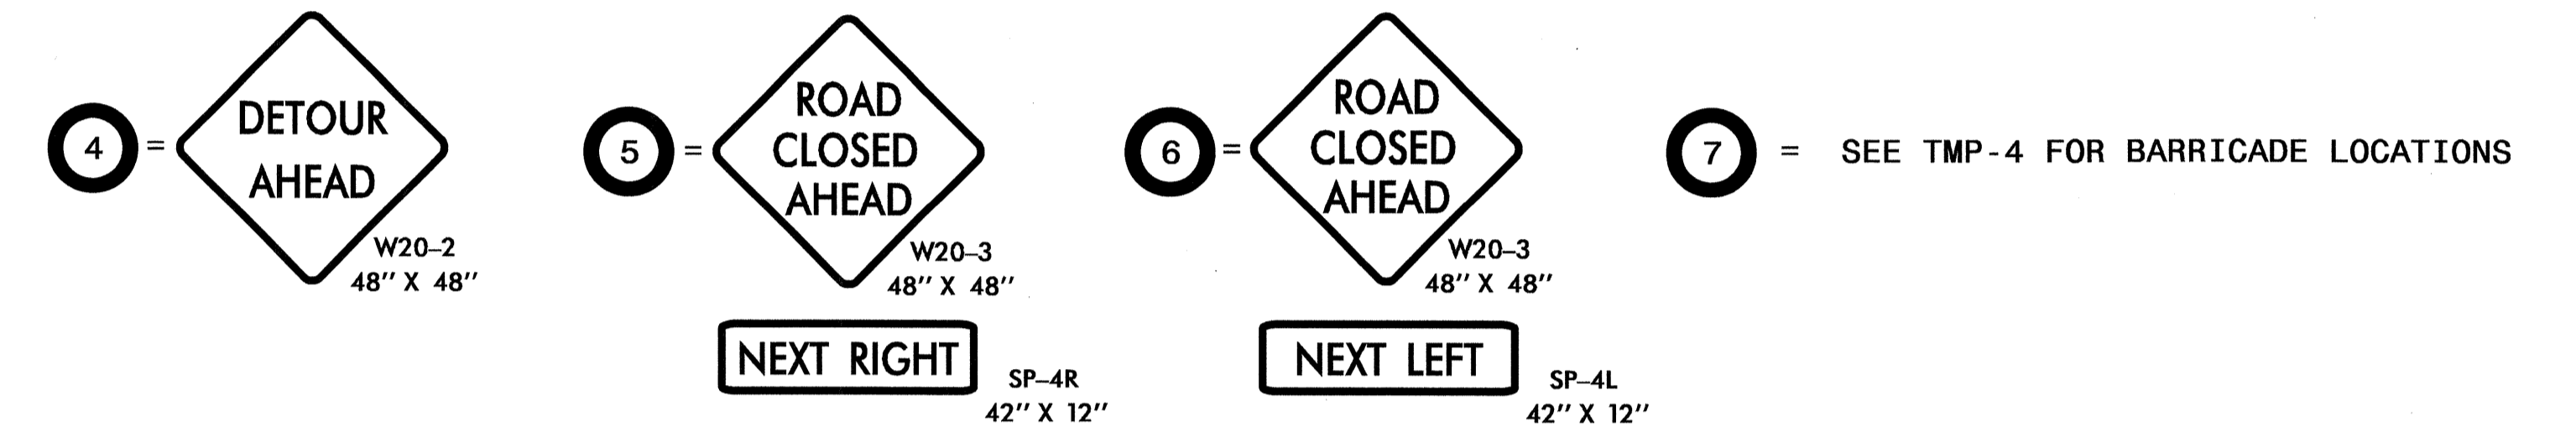 4 =
DETOUR
AHEAD
W20–2
48" X 48"
5 =
ROAD
CLOSED
AHEAD
W20–3
48" X 48"
NEXT RIGHT
SP–4R
42" X 12"
6 =
ROAD
CLOSED
AHEAD
W20–3
48" X 48"
NEXT LEFT
SP–4L
42" X 12"
7 = SEE TMP-4 FOR BARRICADE LOCATIONS